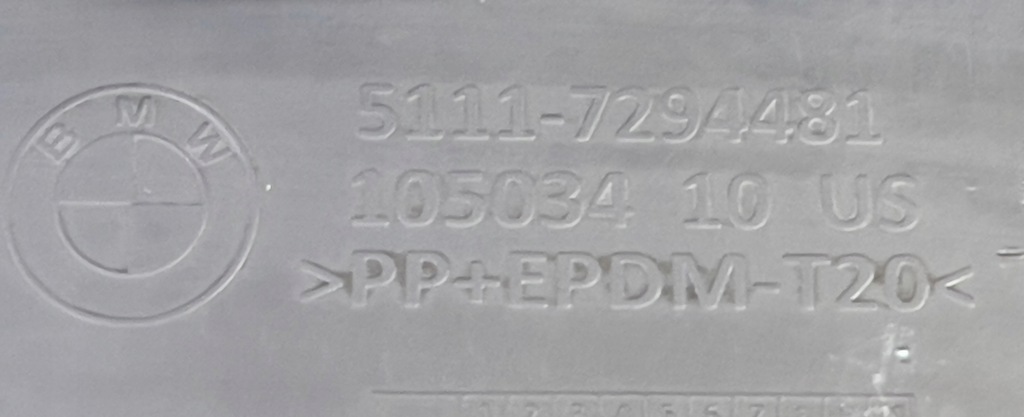 BMW
5111-7294481
105034 10 US
>PP+EPDM-T20<